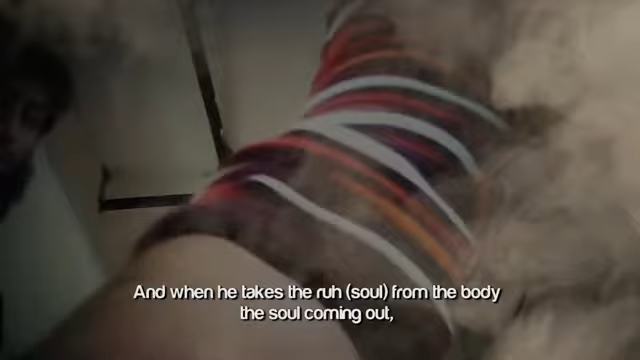 And when he takes the ruh (soul) from the body
the soul coming out,